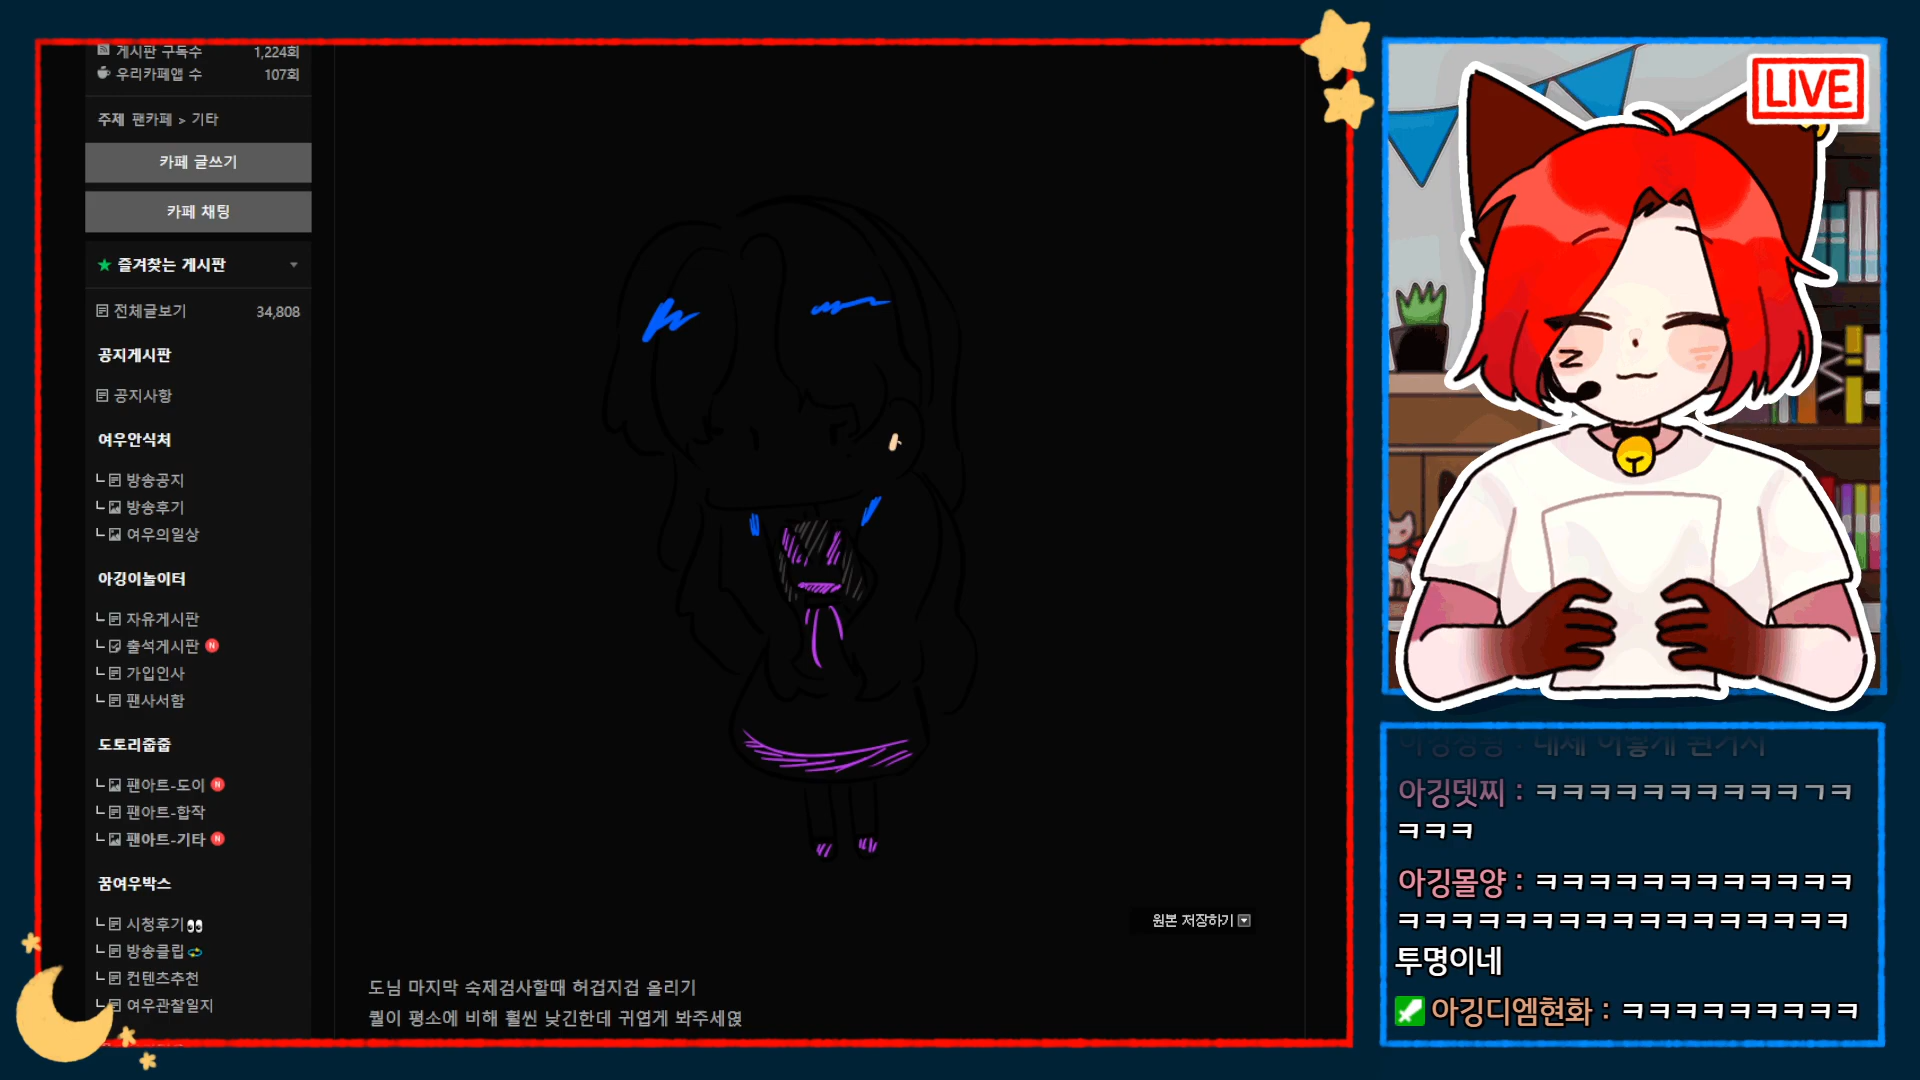 게시판 구독수 1,224회
우리카페앱 수 107회
주제 팬카페 > 기타
카페 글쓰기
카페 채팅
즐겨찾는 게시판
전체글보기 34,808
공지게시판
공지사항
여우안식처
방송공지
방송후기
여우의일상
아깅이놀이터
자유게시판
출석게시판 N
가입인사
팬사서함
도토리줍줍
팬아트-도이 N
팬아트-합작
팬아트-기타 N
꿈여우박스
시청후기
방송클립
컨텐츠추천
여우관찰일지
원본 저장하기
도님 마지막 숙제검사할때 허겁지겁 올리기
퀄이 평소에 비해 훨씬 낮긴한데 귀엽게 봐주세엾
LIVE
아깅뎃찌 : ㅋㅋㅋㅋㅋㅋㅋㅋㅋㅋㄱㅋ
ㅋㅋㅋ
아깅몰양 : ㅋㅋㅋㅋㅋㅋㅋㅋㅋㅋㅋㅋ
ㅋㅋㅋㅋㅋㅋㅋㅋㅋㅋㅋㅋㅋㅋㅋㅋㅋ
투명이네
아깅디엠현화 : ㅋㅋㅋㅋㅋㅋㅋㅋㅋ